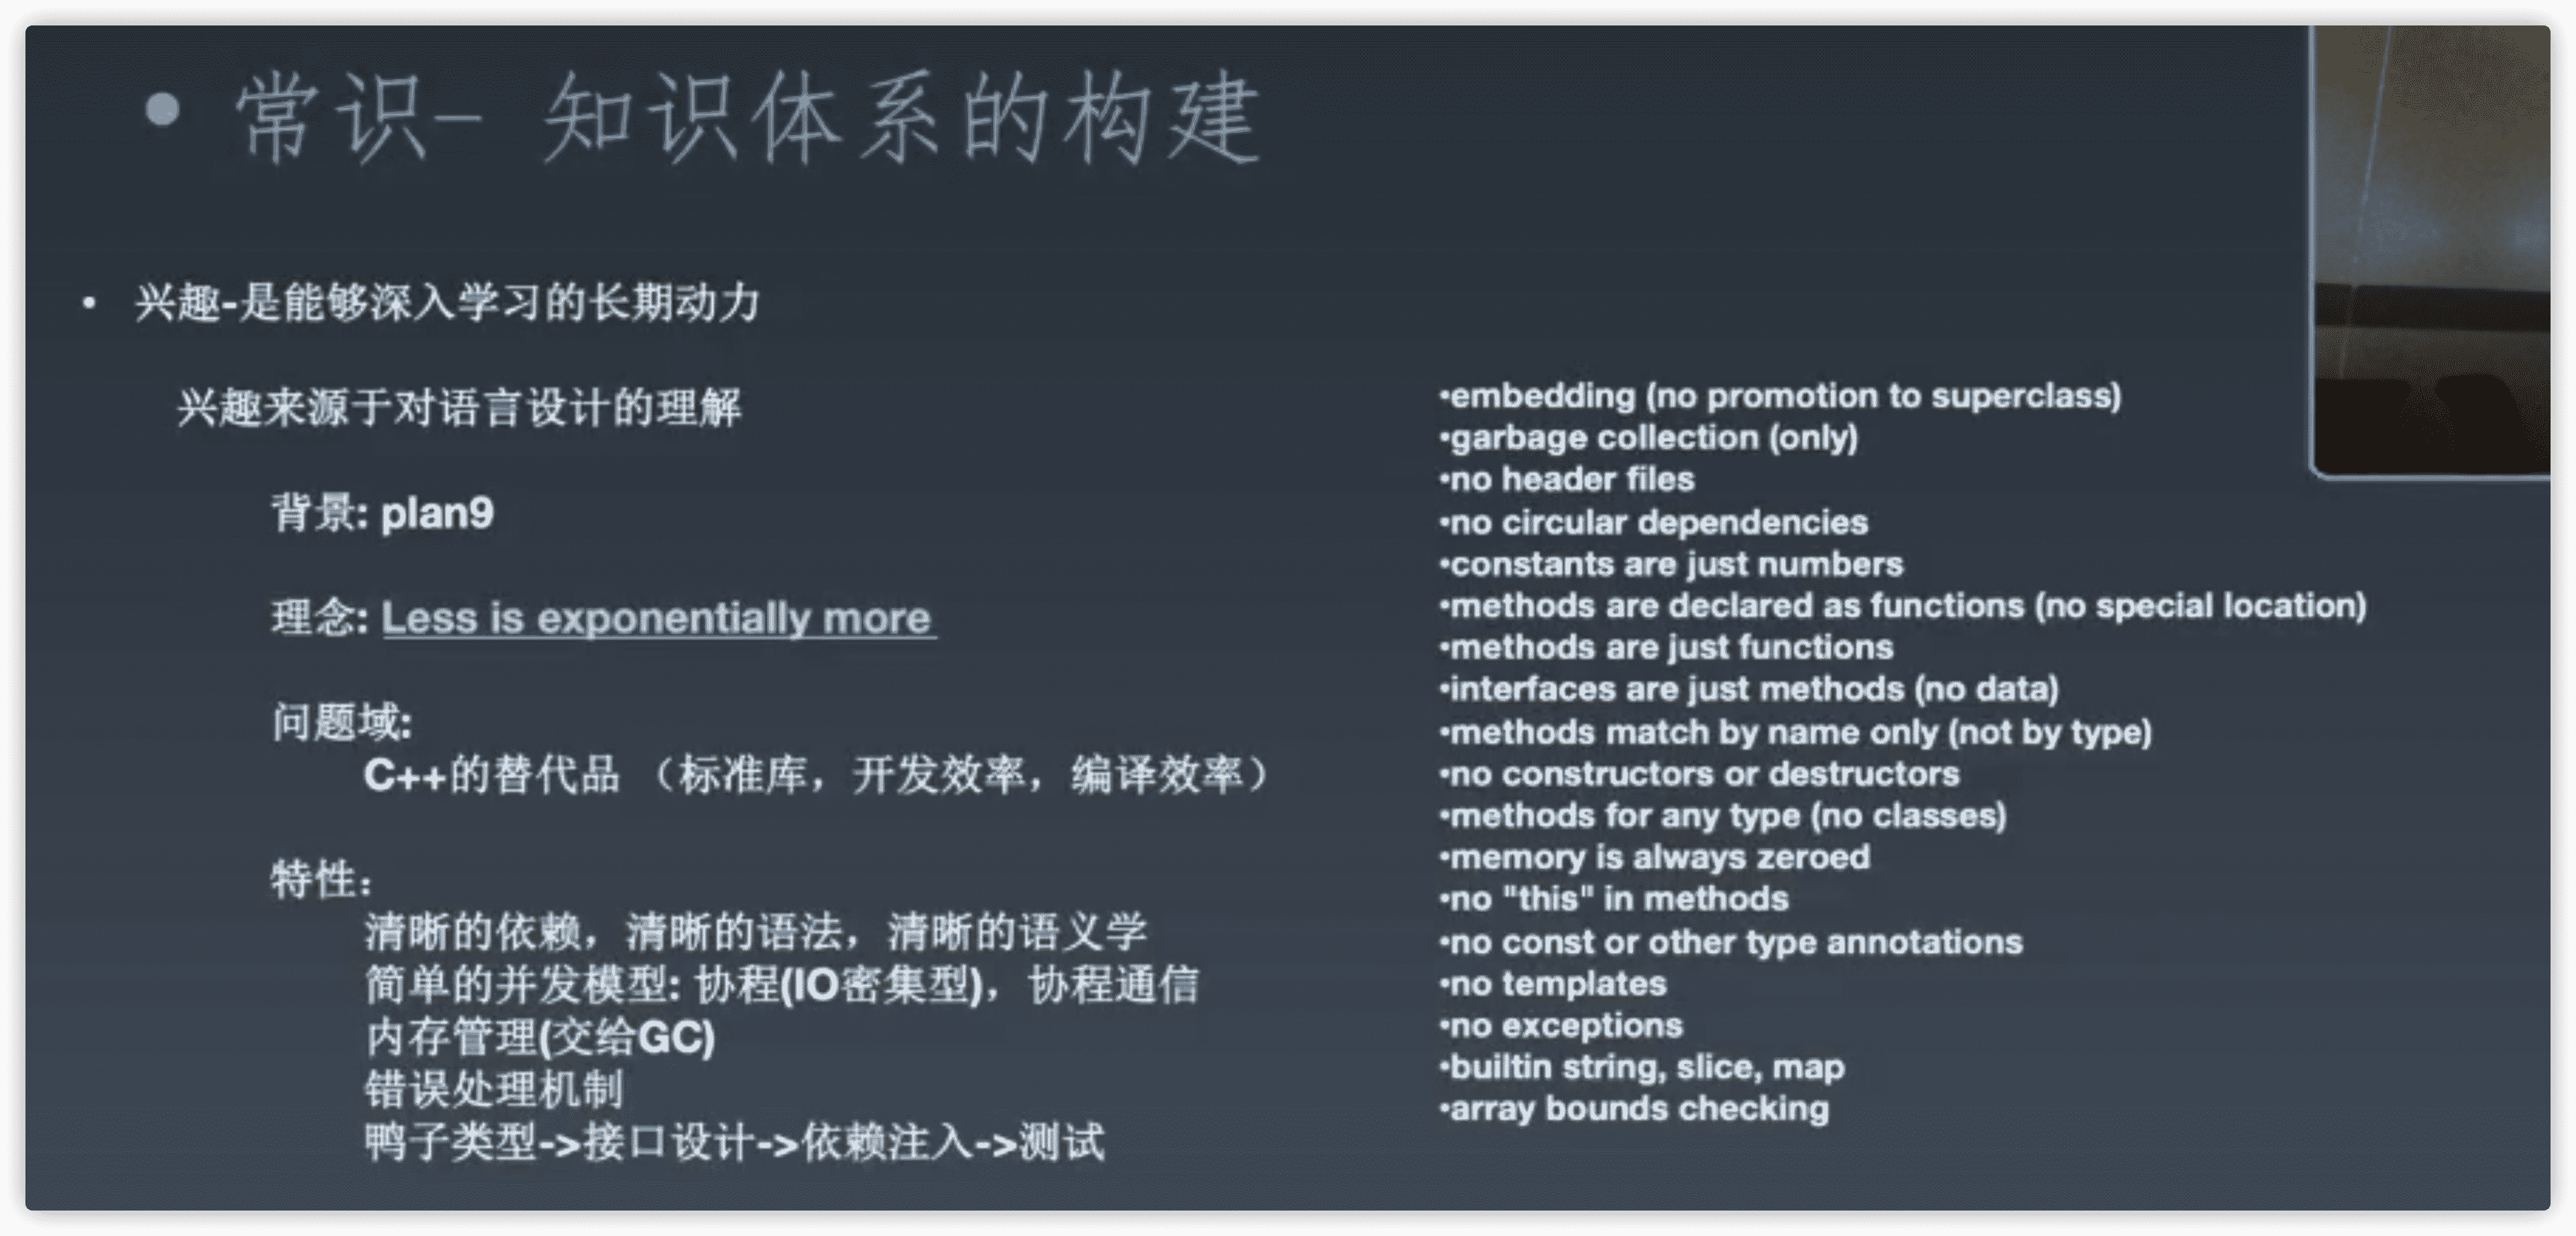 • 常识- 知识体系的构建
• 兴趣-是能够深入学习的长期动力
兴趣来源于对语言设计的理解
背景: plan9
理念: Less is exponentially more
问题域:
C++的替代品 （标准库，开发效率，编译效率）
特性：
清晰的依赖，清晰的语法，清晰的语义学
简单的并发模型: 协程(IO密集型)，协程通信
内存管理(交给GC)
错误处理机制
鸭子类型->接口设计->依赖注入->测试
•embedding (no promotion to superclass)
•garbage collection (only)
•no header files
•no circular dependencies
•constants are just numbers
•methods are declared as functions (no special location)
•methods are just functions
•interfaces are just methods (no data)
•methods match by name only (not by type)
•no constructors or destructors
•methods for any type (no classes)
•memory is always zeroed
•no "this" in methods
•no const or other type annotations
•no templates
•no exceptions
•builtin string, slice, map
•array bounds checking